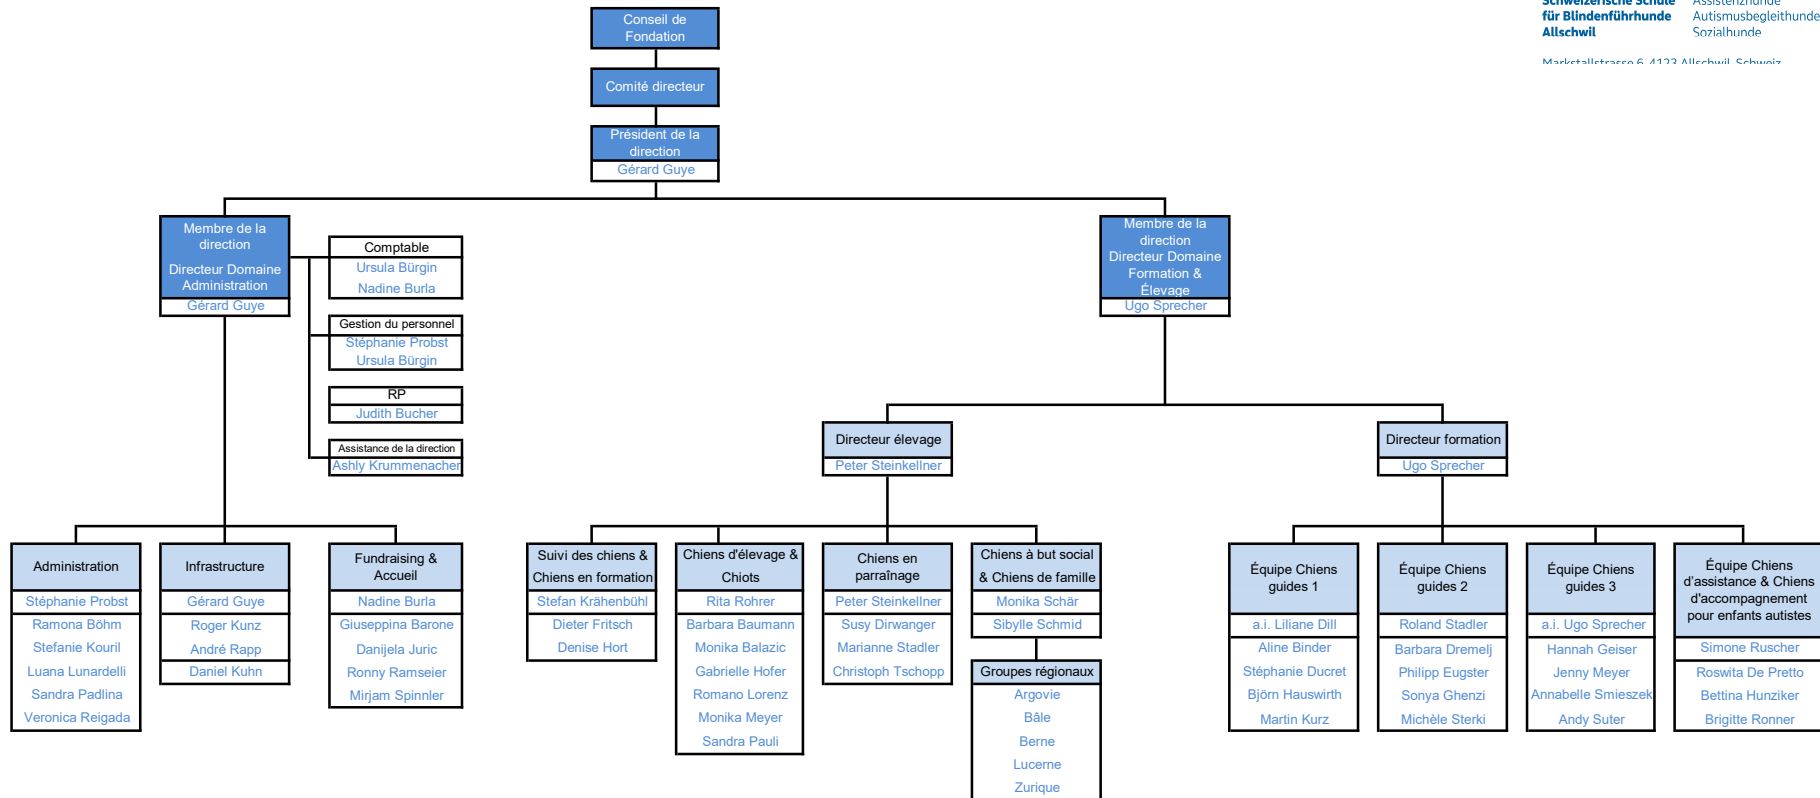 Schweizerische Schule
für Blindenführhunde
Allschwil
Assistenzhunde
Autismusbegleithunde
Sozialhunde
Markstallstrasse 6, 4123 Allschwil, Schweiz
Conseil de
Fondation
Comité directeur
Président de la
direction
Gérard Guye
Membre de la
direction
Directeur Domaine
Administration
Gérard Guye
Comptable
Ursula Bürgin
Nadine Burla
Gestion du personnel
Stéphanie Probst
Ursula Bürgin
RP
Judith Bucher
Assistance de la direction
Ashly Krummenacher
Membre de la
direction
Directeur Domaine
Formation &
Élevage
Ugo Sprecher
Directeur élevage
Peter Steinkellner
Directeur formation
Ugo Sprecher
Administration
Stéphanie Probst
Ramona Böhm
Stefanie Kouril
Luana Lunardelli
Sandra Padlina
Veronica Reigada
Infrastructure
Gérard Guye
Roger Kunz
André Rapp
Daniel Kuhn
Fundraising &
Accueil
Nadine Burla
Giuseppina Barone
Danijela Juric
Ronny Ramseier
Mirjam Spinnler
Suivi des chiens &
Chiens en formation
Stefan Krähenbühl
Dieter Fritsch
Denise Hort
Chiens d'élevage &
Chiots
Rita Rohrer
Barbara Baumann
Monika Balazic
Gabrielle Hofer
Romano Lorenz
Monika Meyer
Sandra Pauli
Chiens en
parraînage
Peter Steinkellner
Susy Dirwanger
Marianne Stadler
Christoph Tschopp
Chiens à but social
& Chiens de famille
Monika Schär
Sibylle Schmid
Groupes régionaux
Argovie
Bâle
Berne
Lucerne
Zurique
Équipe Chiens
guides 1
a.i. Liliane Dill
Aline Binder
Stéphanie Ducret
Björn Hauswirth
Martin Kurz
Équipe Chiens
guides 2
Roland Stadler
Barbara Dremelj
Philipp Eugster
Sonya Ghenzi
Michèle Sterki
Équipe Chiens
guides 3
a.i. Ugo Sprecher
Hannah Geiser
Jenny Meyer
Annabelle Smieszek
Andy Suter
Équipe Chiens
d'assistance & Chiens
d'accompagnement
pour enfants autistes
Simone Ruscher
Roswita De Pretto
Bettina Hunziker
Brigitte Ronner